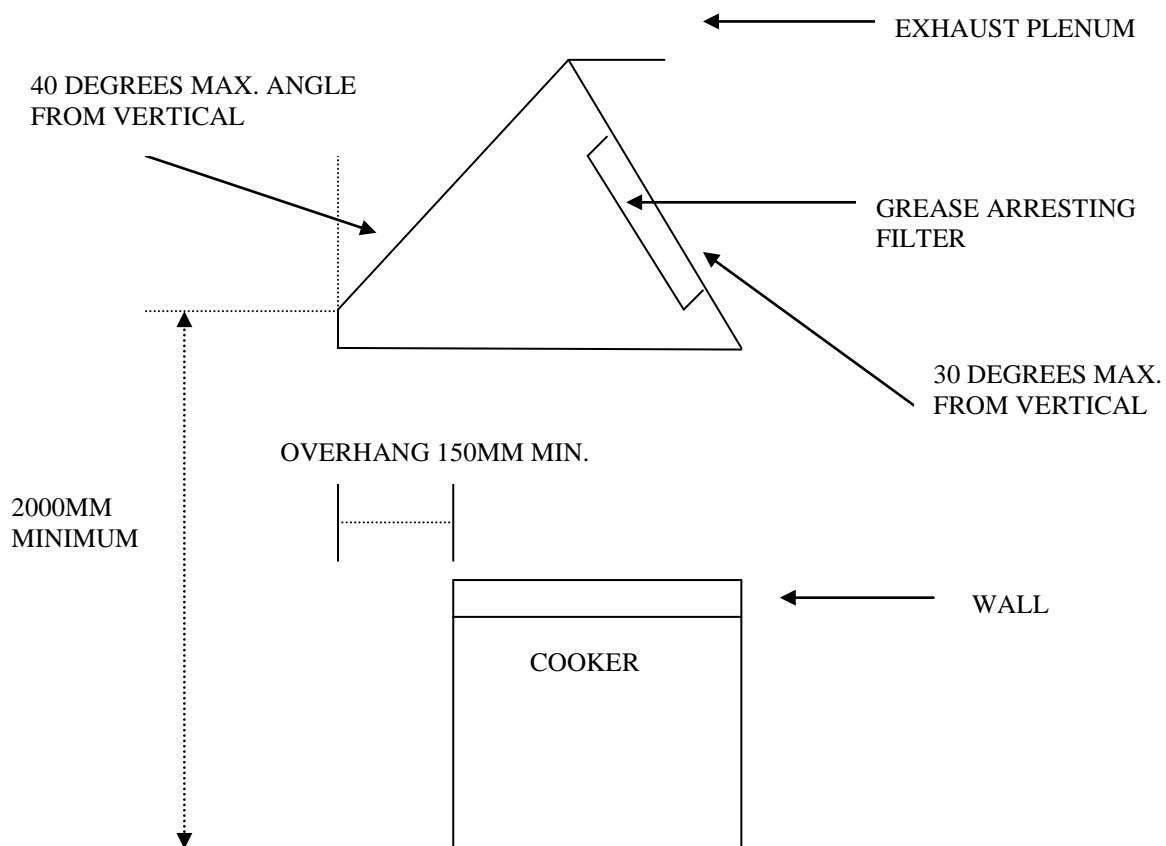 EXHAUST PLENUM
40 DEGREES MAX. ANGLE
FROM VERTICAL
GREASE ARRESTING
FILTER
30 DEGREES MAX.
FROM VERTICAL
OVERHANG 150MM MIN.
2000MM
MINIMUM
WALL
COOKER